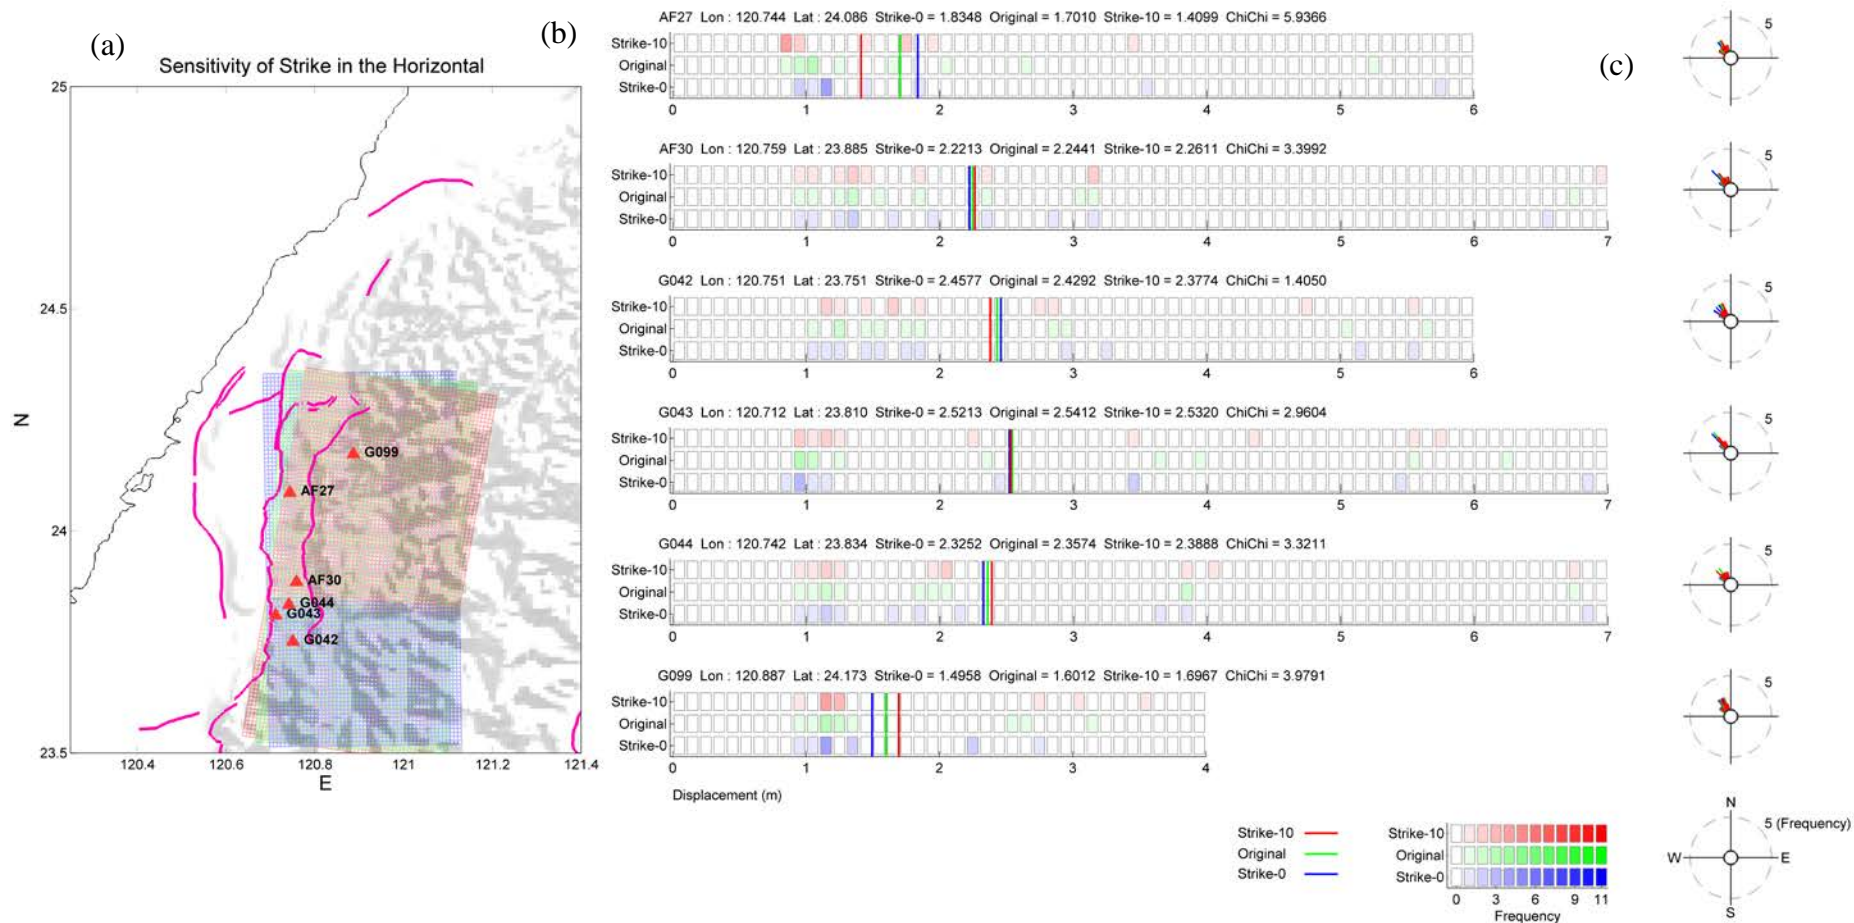 (a)
Sensitivity of Strike in the Horizontal
25
24.5
24
23.5
N
120.4 120.6 120.8 121 121.2 121.4
E
G099
AF27
AF30
G044
G043
G042
(b)
AF27 Lon : 120.744 Lat : 24.086 Strike-0 = 1.8348 Original = 1.7010 Strike-10 = 1.4099 ChiChi = 5.9366
Strike-10
Original
Strike-0
0 1 2 3 4 5 6
AF30 Lon : 120.759 Lat : 23.885 Strike-0 = 2.2213 Original = 2.2441 Strike-10 = 2.2611 ChiChi = 3.3992
Strike-10
Original
Strike-0
0 1 2 3 4 5 6 7
G042 Lon : 120.751 Lat : 23.751 Strike-0 = 2.4577 Original = 2.4292 Strike-10 = 2.3774 ChiChi = 1.4050
Strike-10
Original
Strike-0
0 1 2 3 4 5 6
G043 Lon : 120.712 Lat : 23.810 Strike-0 = 2.5213 Original = 2.5412 Strike-10 = 2.5320 ChiChi = 2.9604
Strike-10
Original
Strike-0
0 1 2 3 4 5 6 7
G044 Lon : 120.742 Lat : 23.834 Strike-0 = 2.3252 Original = 2.3574 Strike-10 = 2.3888 ChiChi = 3.3211
Strike-10
Original
Strike-0
0 1 2 3 4 5 6 7
G099 Lon : 120.887 Lat : 24.173 Strike-0 = 1.4958 Original = 1.6012 Strike-10 = 1.6967 ChiChi = 3.9791
Strike-10
Original
Strike-0
0 1 2 3 4
Displacement (m)
Strike-10
Original
Strike-0
Strike-10
Original
Strike-0
0 3 6 9 11
Frequency
(c)
5
5
5
5
5
5
N
5 (Frequency)
W E
S